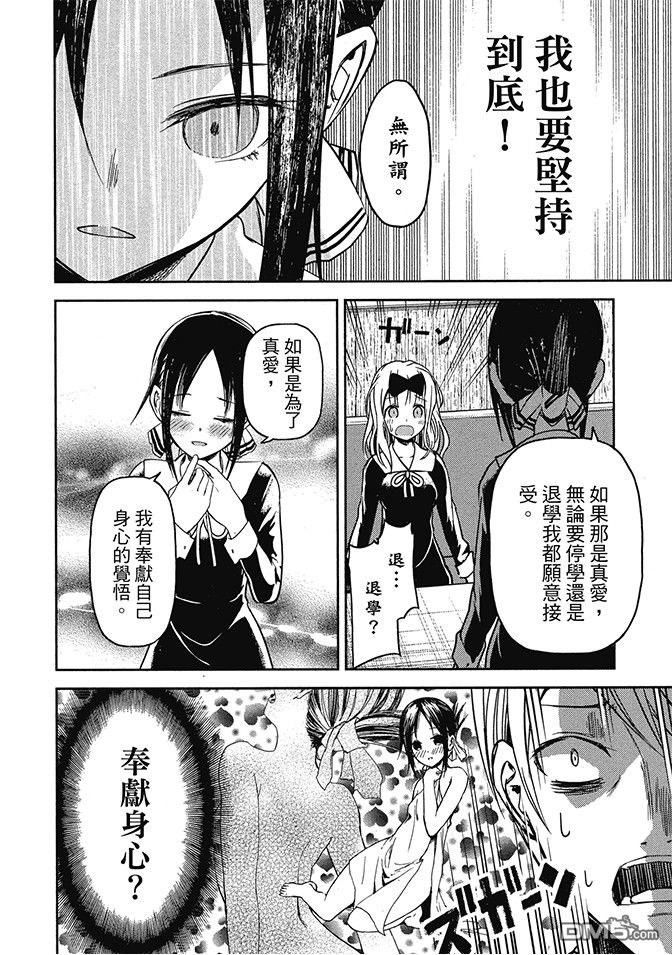 我也要堅持
到底！
無所謂。
ガーン
如果那是真愛，
無論要停學還是
退學我都願意接
受。
退…
退學？
如果是為了
真愛，
我有奉獻自己
身心的覺悟。
ズガーン
奉獻身心？
DM5.com